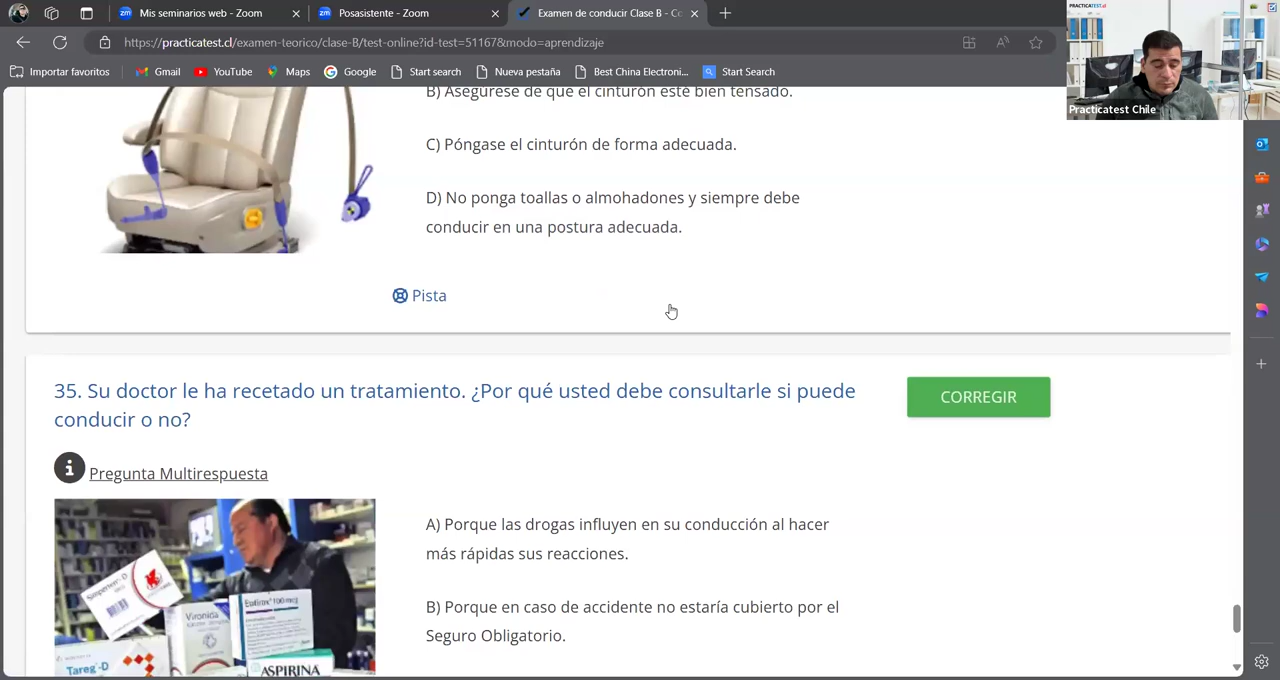 Mis seminarios web - Zoom
Posasistente - Zoom
Examen de conducir Clase B - Co
https://practicatest.cl/examen-teorico/clase-B/test-online?id-test=51167&modo=aprendizaje
Importar favoritos
Gmail
YouTube
Maps
Google
Start search
Nueva pestaña
Best China Electroni...
Start Search
PRACTICATEST.cl
Practicatest Chile
B) Asegúrese de que el cinturón esté bien tensado.
C) Póngase el cinturón de forma adecuada.
D) No ponga toallas o almohadones y siempre debe
conducir en una postura adecuada.
Pista
35. Su doctor le ha recetado un tratamiento. ¿Por qué usted debe consultarle si puede
conducir o no?
CORREGIR
Pregunta Multirespuesta
A) Porque las drogas influyen en su conducción al hacer
más rápidas sus reacciones.
B) Porque en caso de accidente no estaría cubierto por el
Seguro Obligatorio.
Tareg-D
ASPIRINA